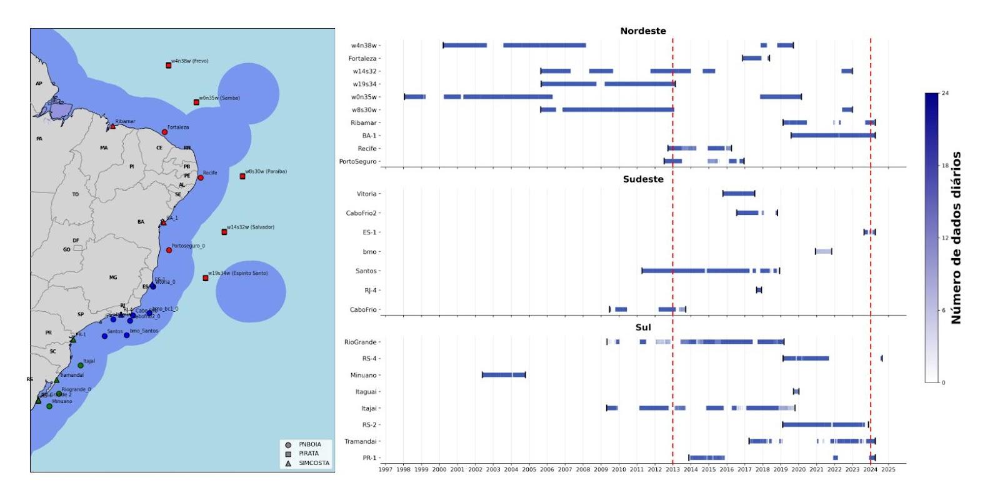 w4n38w (Frevo)
AP
w0n35w (Samba)
Ribamar
Fortaleza
PA
MA
CE
RN
PI
PB
Recife
w8s30w (Paraíba)
PE
AL
TO
SE
BA
BA_1
w14s32w (Salvador)
DF
GO
Portoseguro_0
MG
w19s34w (Espirito Santo)
ES-1
ES
Vitoria_0
RJ
RJ-4
bmo_bc1_0
SP
Cabofrio2_0
Santos
bmo_Santos
PR
PR-1
SC
Itajaí
Tramandaí
RS
Riogrande_0
Minuano
PNBOIA
PIRATA
SIMCOSTA
Nordeste
w4n38w
Fortaleza
w14s32
w19s34
w0n35w
w8s30w
Ribamar
BA-1
Recife
PortoSeguro
Sudeste
Vitoria
CaboFrio2
ES-1
bmo
Santos
RJ-4
CaboFrio
Sul
RioGrande
RS-4
Minuano
Itaguai
Itajai
RS-2
Tramandai
PR-1
1997 1998 1999 2000 2001 2002 2003 2004 2005 2006 2007 2008 2009 2010 2011 2012 2013 2014 2015 2016 2017 2018 2019 2020 2021 2022 2023 2024 2025
24
18
12
6
0
Número de dados diários